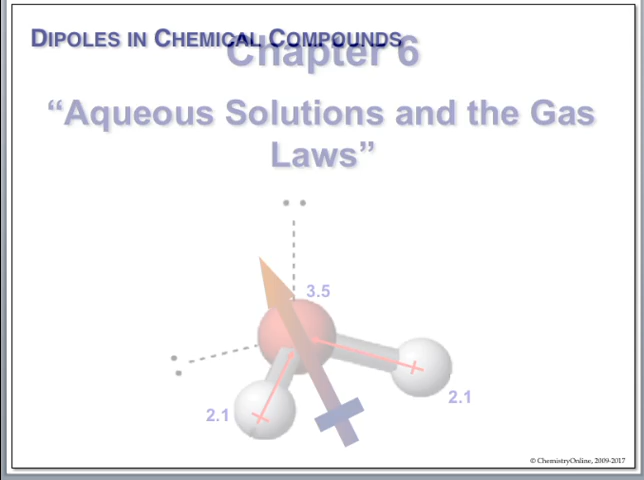 DIPOLES IN CHEMICAL COMPOUNDS
Chapter 6
“Aqueous Solutions and the Gas
Laws”
3.5
2.1
2.1
© ChemistryOnline, 2009-2017